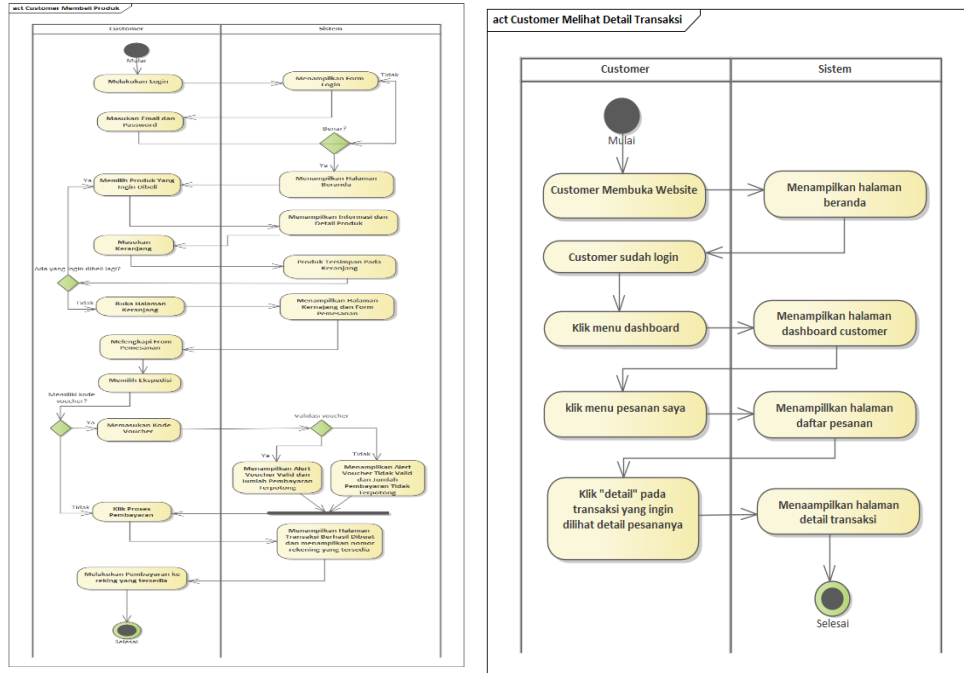 act Customer Membeli Produk
Customer
Sistem
Mulai
Melakukan Login
Menampilkan Form
Login
Tidak
Masukan Email dan
Password
Benar?
Ya
Menampilkan Halaman
Beranda
Ya
Memilih Produk Yang
Ingin Dibeli
Menampilkan Informasi dan
Detail Produk
Masukan
Keranjang
Produk Tersimpan Pada
Keranjang
Ada yang ingin dibeli lagi?
Tidak
Buka Halaman
Keranjang
Menampilkan Halaman
Kernajang dan Form
Pemesanan
Melengkapi From
Pemesanan
Memilih Ekspedisi
Memiliki kode
voucher?
Ya
Memasukan Kode
Voucher
Validasi voucher
Ya
Tidak
Menampilkan Alert
Voucher Valid dan
Jumlah Pembayaran
Terpotong
Menampilkan Alert
Voucher Tidak Valid
dan Jumlah
Pembayaran Tidak
Terpotong
Tidak
Klik Proses
Pembayaran
Menampilkan Halaman
Transaksi Berhasil Dibuat
dan menampilkan nomor
rekening yang tersedia
Melakukan Pembayaran ke
reking yang tersedia
Selesai
act Customer Melihat Detail Transaksi
Customer
Sistem
Mulai
Customer Membuka Website
Menampilkan halaman
beranda
Customer sudah login
Klik menu dashboard
Menampilkan halaman
dashboard customer
klik menu pesanan saya
Menampillkan halaman
daftar pesanan
Klik "detail" pada
transaksi yang ingin
dilihat detail pesananya
Menaampilkan halaman
detail transaksi
Selesai